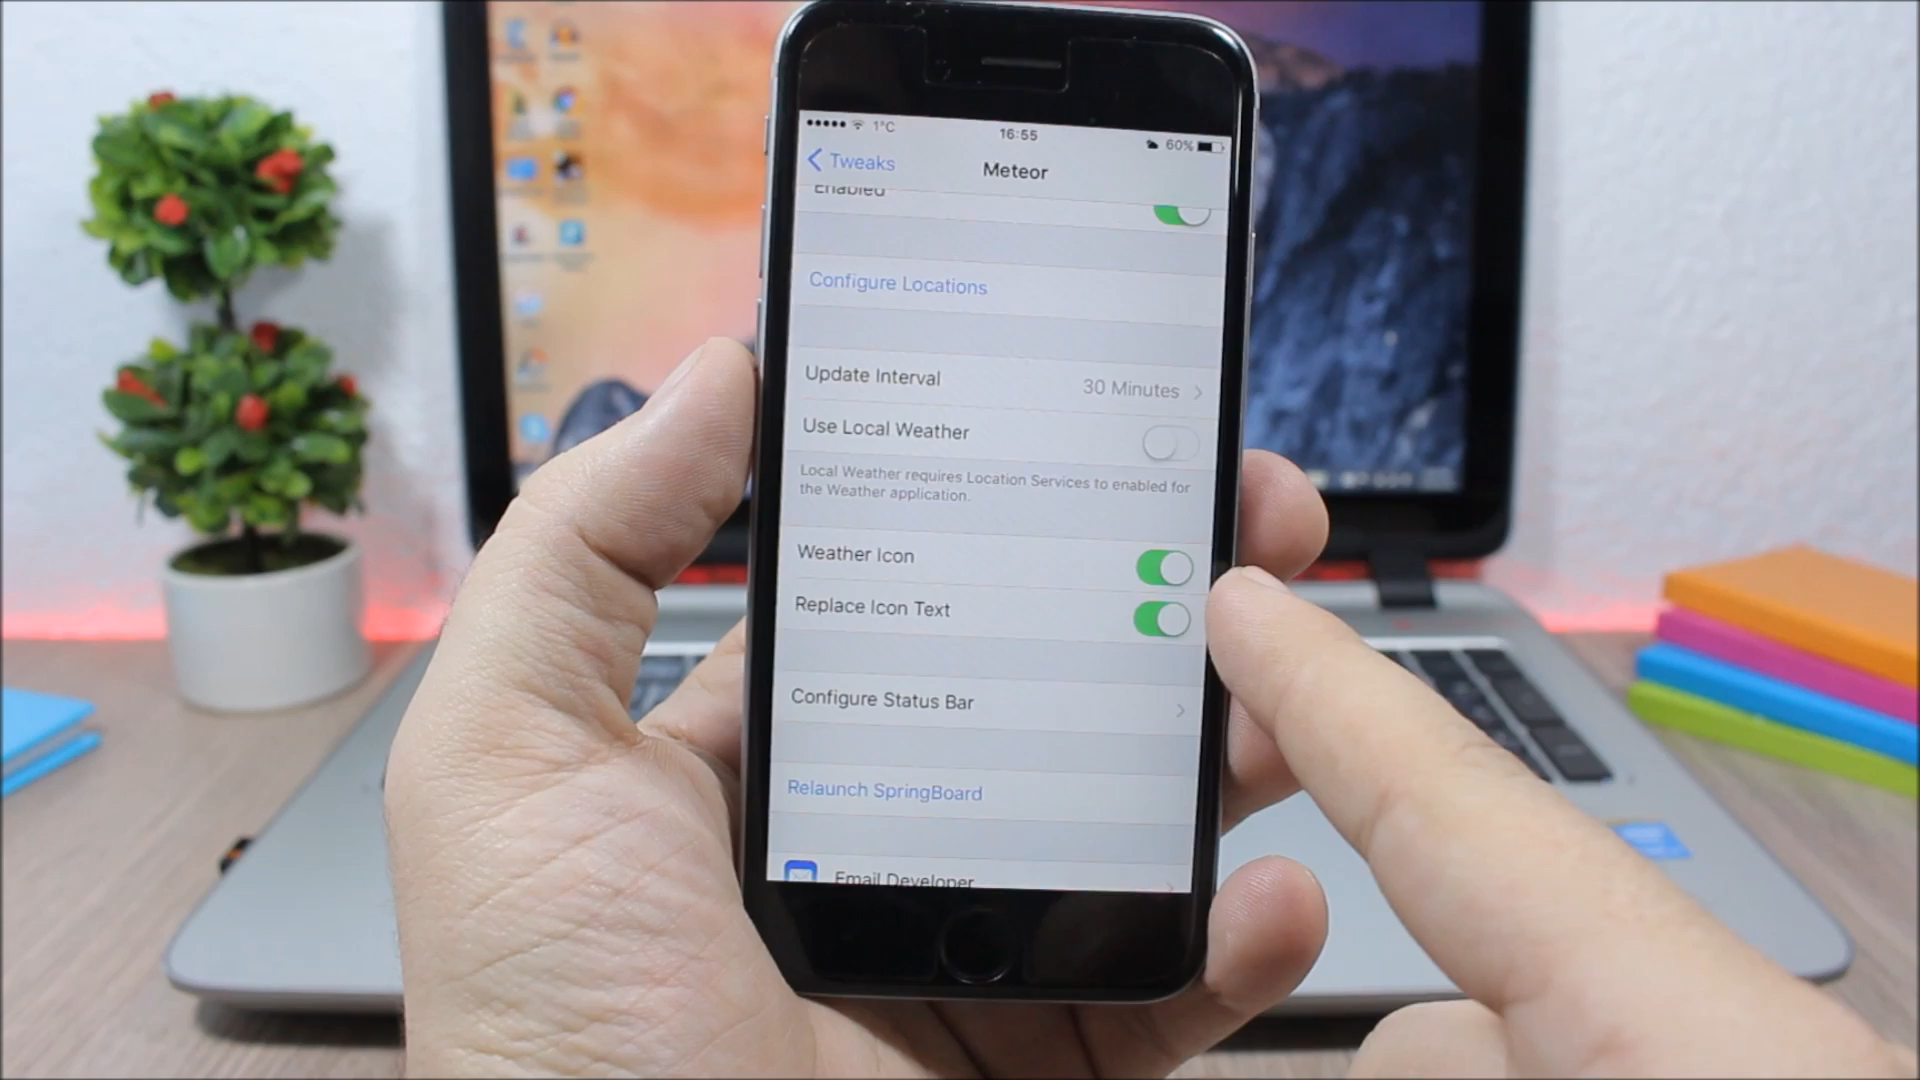 1°C
16:55
60%
Tweaks
Meteor
Enabled
Configure Locations
Update Interval
30 Minutes
Use Local Weather
Local Weather requires Location Services to enabled for
the Weather application.
Weather Icon
Replace Icon Text
Configure Status Bar
Relaunch SpringBoard
Email Developer